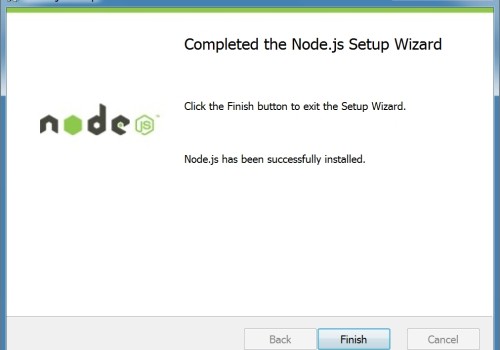 Completed the Node.js Setup Wizard
Click the Finish button to exit the Setup Wizard.
node JS
Node.js has been successfully installed.
Back Finish Cancel